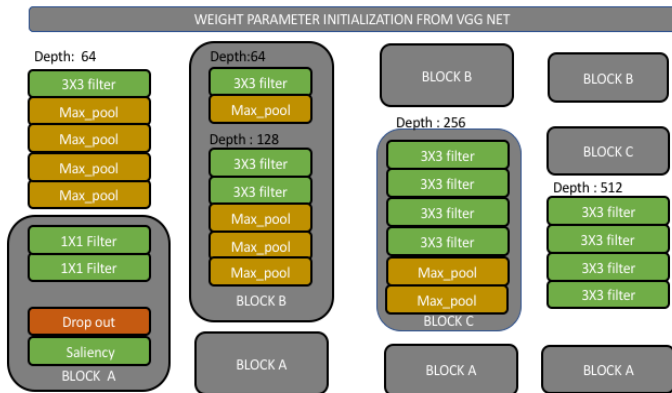 WEIGHT PARAMETER INITIALIZATION FROM VGG NET
Depth: 64
3X3 filter
Max_pool
Max_pool
Max_pool
Max_pool
1X1 Filter
1X1 Filter
Drop out
Saliency
BLOCK A
Depth:64
3X3 filter
Max_pool
Depth : 128
3X3 filter
3X3 filter
Max_pool
Max_pool
Max_pool
BLOCK B
BLOCK A
BLOCK B
Depth : 256
3X3 filter
3X3 filter
3X3 filter
3X3 filter
Max_pool
Max_pool
BLOCK C
BLOCK A
BLOCK B
BLOCK C
Depth : 512
3X3 filter
3X3 filter
3X3 filter
3X3 filter
BLOCK A